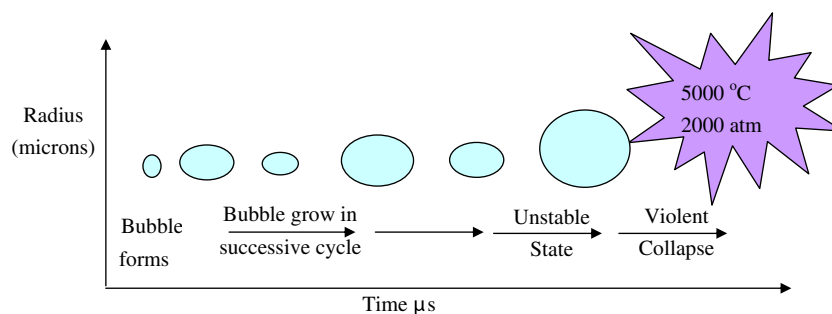 5000 °C
2000 atm
Radius
(microns)
Bubble
forms
Bubble grow in
successive cycle
Unstable
State
Violent
Collapse
Time μs